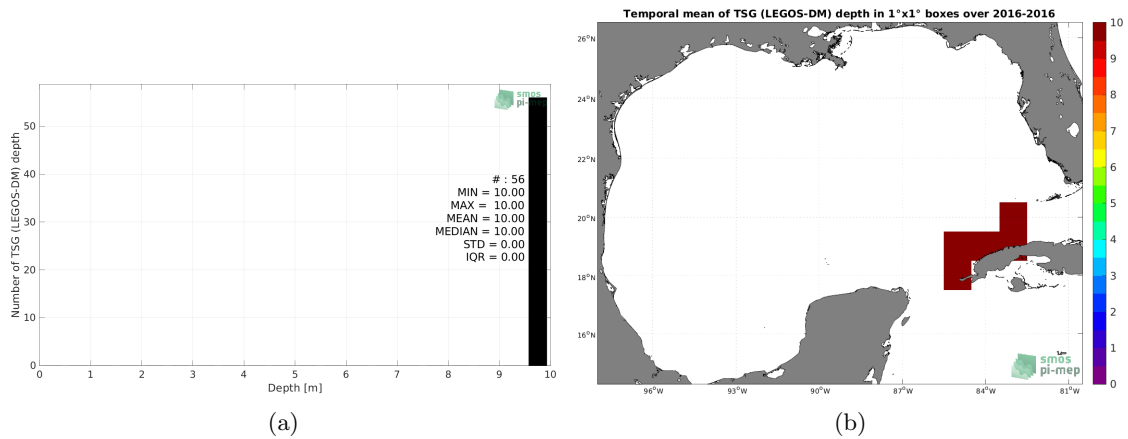 Number of TSG (LEGOS-DM) depth
50
40
30
20
10
0
smos
pi-mep
# : 56
MIN = 10.00
MAX = 10.00
MEAN = 10.00
MEDIAN = 10.00
STD = 0.00
IQR = 0.00
0 1 2 3 4 5 6 7 8 9 10
Depth [m]
(a)
Temporal mean of TSG (LEGOS-DM) depth in 1°x1° boxes over 2016-2016
26°N
24°N
22°N
20°N
18°N
16°N
96°W 93°W 90°W 87°W 84°W 81°W
smos
pi-mep
10
9
8
7
6
5
4
3
2
1
0
(b)